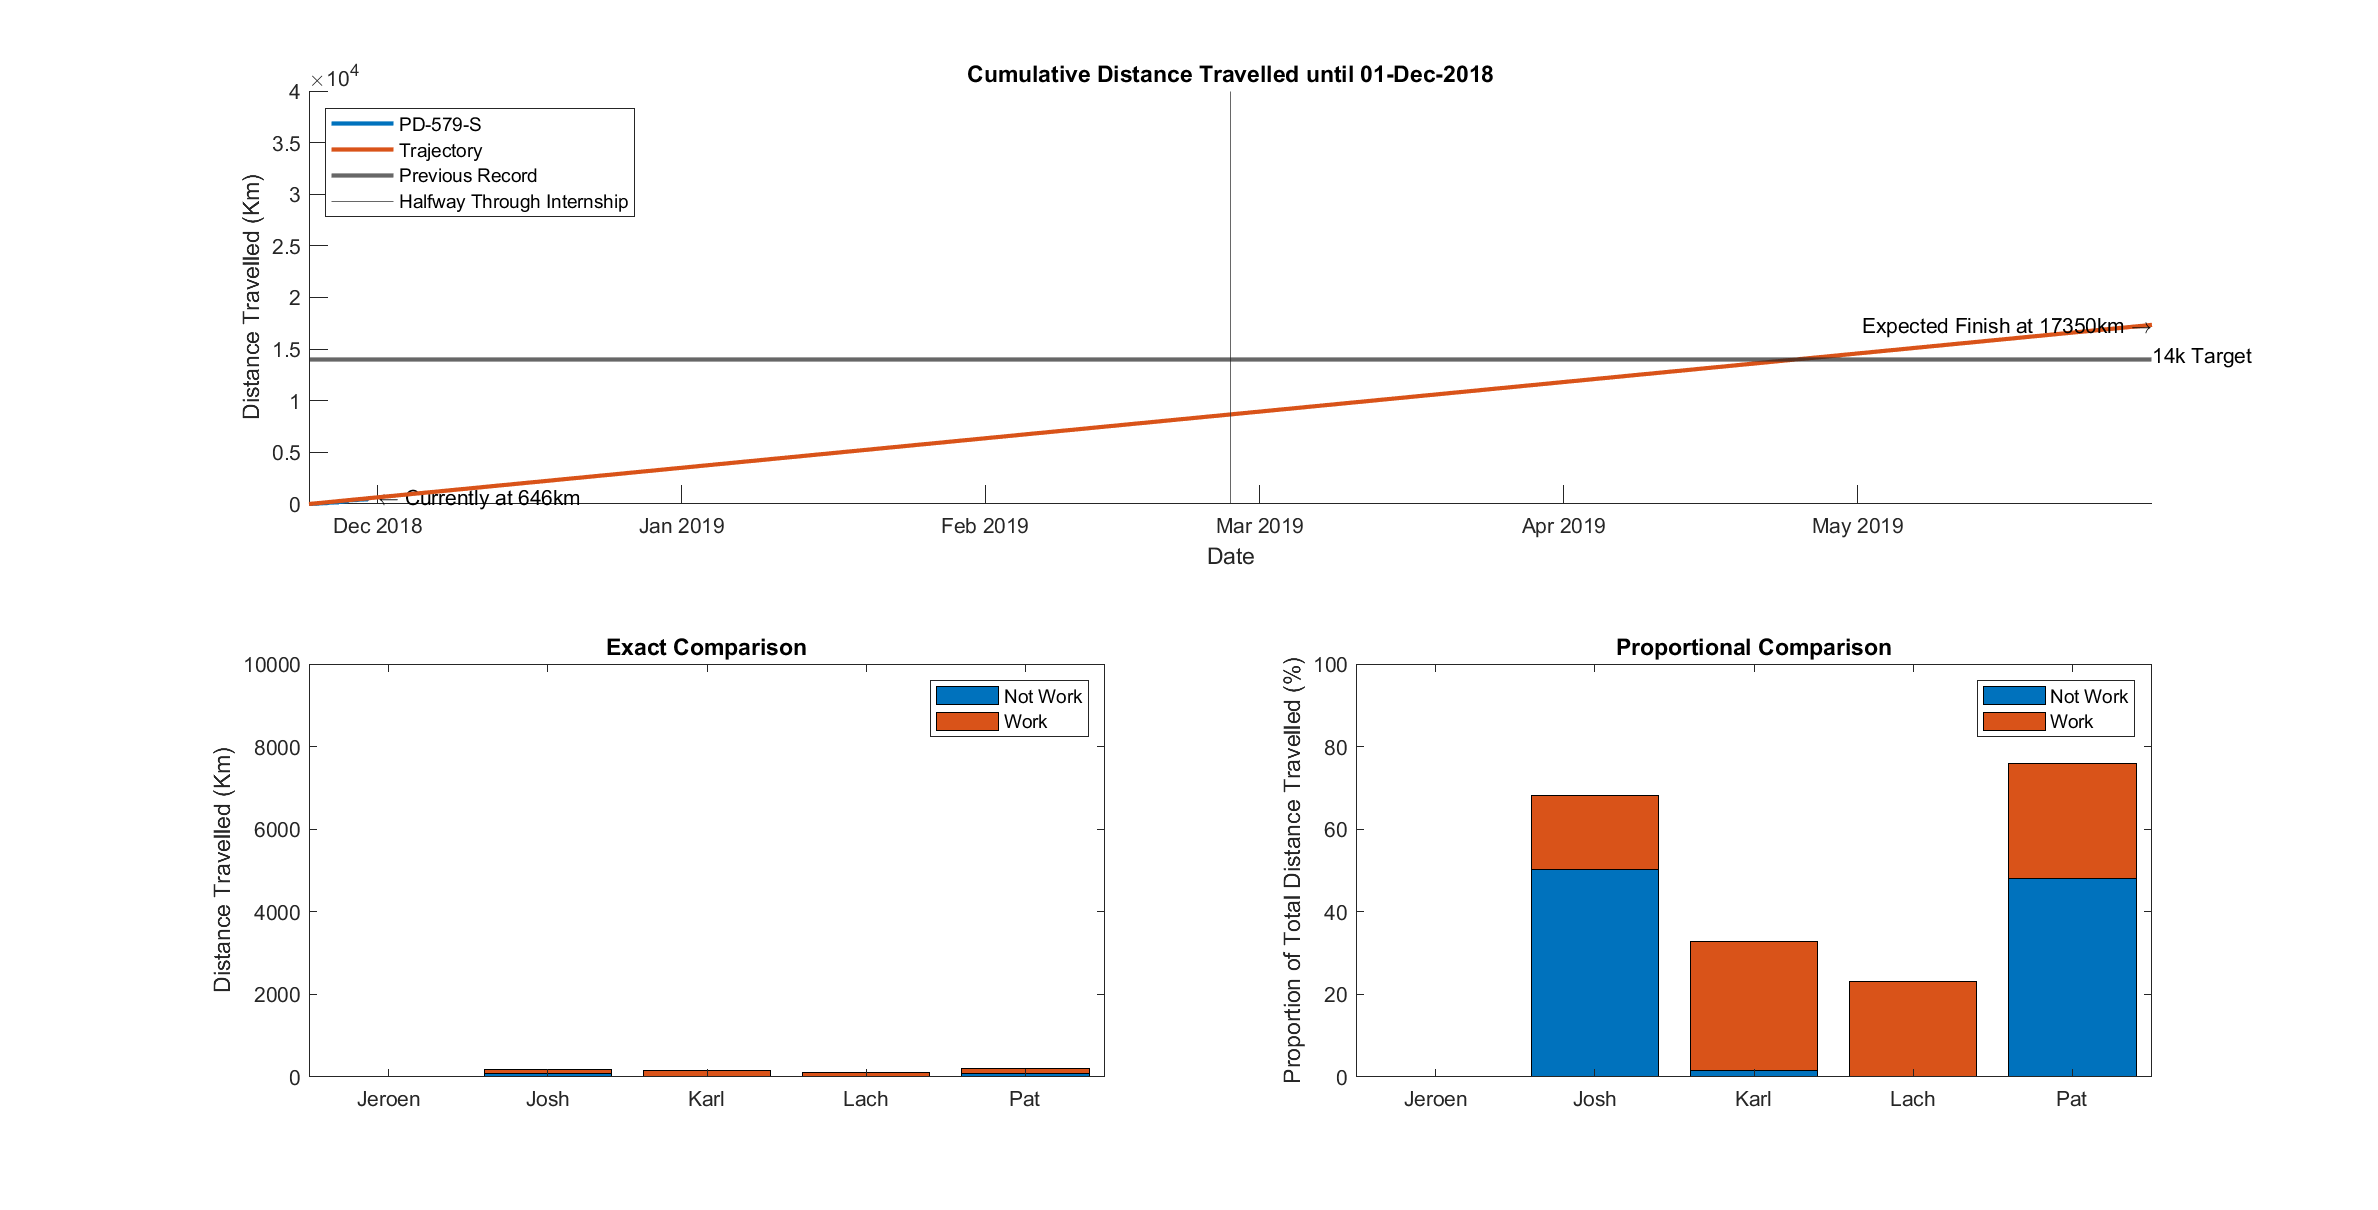 Cumulative Distance Travelled until 01-Dec-2018
×10⁴
4
3.5
3
2.5
2
1.5
1
0.5
0
Distance Travelled (Km)
PD-579-S
Trajectory
Previous Record
Halfway Through Internship
Expected Finish at 17350km →
14k Target
← Currently at 646km
Dec 2018 Jan 2019 Feb 2019 Mar 2019 Apr 2019 May 2019
Date
Exact Comparison
10000
8000
6000
4000
2000
0
Distance Travelled (Km)
Not Work
Work
Jeroen Josh Karl Lach Pat
Proportional Comparison
100
80
60
40
20
0
Proportion of Total Distance Travelled (%)
Not Work
Work
Jeroen Josh Karl Lach Pat